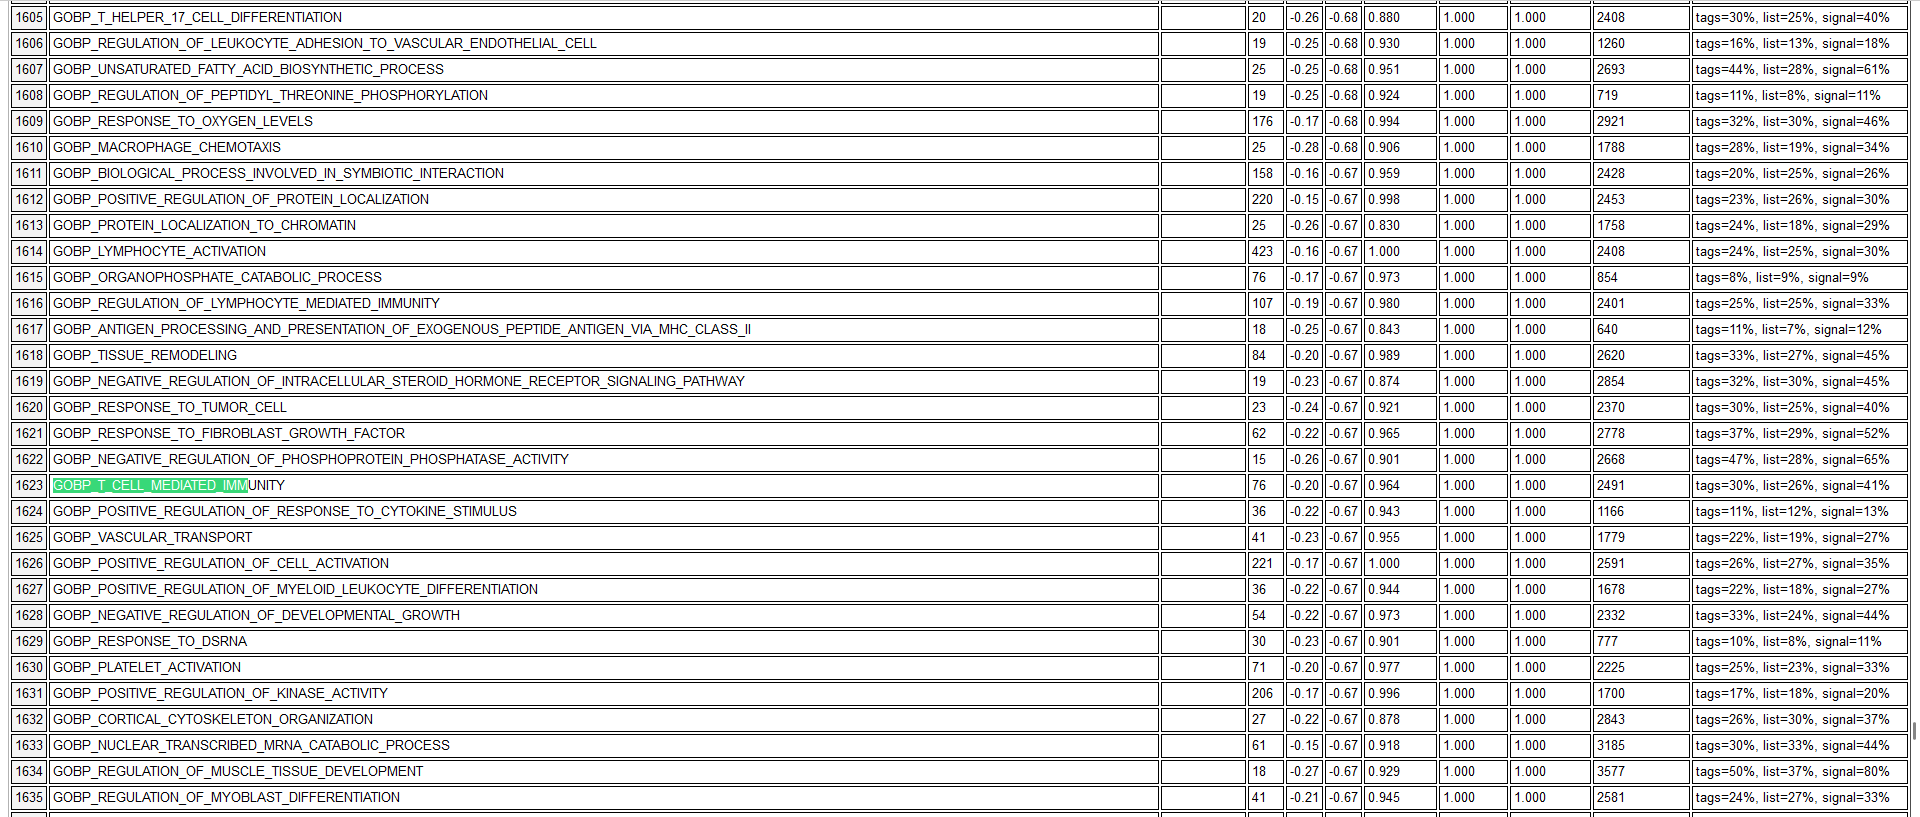 1605 GOBP_T_HELPER_17_CELL_DIFFERENTIATION 20 -0.26 -0.68 0.880 1.000 1.000 2408 tags=30%, list=25%, signal=40%
1606 GOBP_REGULATION_OF_LEUKOCYTE_ADHESION_TO_VASCULAR_ENDOTHELIAL_CELL 19 -0.25 -0.68 0.930 1.000 1.000 1260 tags=16%, list=13%, signal=18%
1607 GOBP_UNSATURATED_FATTY_ACID_BIOSYNTHETIC_PROCESS 25 -0.25 -0.68 0.951 1.000 1.000 2693 tags=44%, list=28%, signal=61%
1608 GOBP_REGULATION_OF_PEPTIDYL_THREONINE_PHOSPHORYLATION 19 -0.25 -0.68 0.924 1.000 1.000 719 tags=11%, list=8%, signal=11%
1609 GOBP_RESPONSE_TO_OXYGEN_LEVELS 176 -0.17 -0.68 0.994 1.000 1.000 2921 tags=32%, list=30%, signal=46%
1610 GOBP_MACROPHAGE_CHEMOTAXIS 25 -0.28 -0.68 0.906 1.000 1.000 1788 tags=28%, list=19%, signal=34%
1611 GOBP_BIOLOGICAL_PROCESS_INVOLVED_IN_SYMBIOTIC_INTERACTION 158 -0.16 -0.67 0.959 1.000 1.000 2428 tags=20%, list=25%, signal=26%
1612 GOBP_POSITIVE_REGULATION_OF_PROTEIN_LOCALIZATION 220 -0.15 -0.67 0.998 1.000 1.000 2453 tags=23%, list=26%, signal=30%
1613 GOBP_PROTEIN_LOCALIZATION_TO_CHROMATIN 25 -0.26 -0.67 0.830 1.000 1.000 1758 tags=24%, list=18%, signal=29%
1614 GOBP_LYMPHOCYTE_ACTIVATION 423 -0.16 -0.67 1.000 1.000 1.000 2408 tags=24%, list=25%, signal=30%
1615 GOBP_ORGANOPHOSPHATE_CATABOLIC_PROCESS 76 -0.17 -0.67 0.973 1.000 1.000 854 tags=8%, list=9%, signal=9%
1616 GOBP_REGULATION_OF_LYMPHOCYTE_MEDIATED_IMMUNITY 107 -0.19 -0.67 0.980 1.000 1.000 2401 tags=25%, list=25%, signal=33%
1617 GOBP_ANTIGEN_PROCESSING_AND_PRESENTATION_OF_EXOGENOUS_PEPTIDE_ANTIGEN_VIA_MHC_CLASS_II 18 -0.25 -0.67 0.843 1.000 1.000 640 tags=11%, list=7%, signal=12%
1618 GOBP_TISSUE_REMODELING 84 -0.20 -0.67 0.989 1.000 1.000 2620 tags=33%, list=27%, signal=45%
1619 GOBP_NEGATIVE_REGULATION_OF_INTRACELLULAR_STEROID_HORMONE_RECEPTOR_SIGNALING_PATHWAY 19 -0.23 -0.67 0.874 1.000 1.000 2854 tags=32%, list=30%, signal=45%
1620 GOBP_RESPONSE_TO_TUMOR_CELL 23 -0.24 -0.67 0.921 1.000 1.000 2370 tags=30%, list=25%, signal=40%
1621 GOBP_RESPONSE_TO_FIBROBLAST_GROWTH_FACTOR 62 -0.22 -0.67 0.965 1.000 1.000 2778 tags=37%, list=29%, signal=52%
1622 GOBP_NEGATIVE_REGULATION_OF_PHOSPHOPROTEIN_PHOSPHATASE_ACTIVITY 15 -0.26 -0.67 0.901 1.000 1.000 2668 tags=47%, list=28%, signal=65%
1623 GOBP_T_CELL_MEDIATED_IMMUNITY 76 -0.20 -0.67 0.964 1.000 1.000 2491 tags=30%, list=26%, signal=41%
1624 GOBP_POSITIVE_REGULATION_OF_RESPONSE_TO_CYTOKINE_STIMULUS 36 -0.22 -0.67 0.943 1.000 1.000 1166 tags=11%, list=12%, signal=13%
1625 GOBP_VASCULAR_TRANSPORT 41 -0.23 -0.67 0.955 1.000 1.000 1779 tags=22%, list=19%, signal=27%
1626 GOBP_POSITIVE_REGULATION_OF_CELL_ACTIVATION 221 -0.17 -0.67 1.000 1.000 1.000 2591 tags=26%, list=27%, signal=35%
1627 GOBP_POSITIVE_REGULATION_OF_MYELOID_LEUKOCYTE_DIFFERENTIATION 36 -0.22 -0.67 0.944 1.000 1.000 1678 tags=22%, list=18%, signal=27%
1628 GOBP_NEGATIVE_REGULATION_OF_DEVELOPMENTAL_GROWTH 54 -0.22 -0.67 0.973 1.000 1.000 2332 tags=33%, list=24%, signal=44%
1629 GOBP_RESPONSE_TO_DSRNA 30 -0.23 -0.67 0.901 1.000 1.000 777 tags=10%, list=8%, signal=11%
1630 GOBP_PLATELET_ACTIVATION 71 -0.20 -0.67 0.977 1.000 1.000 2225 tags=25%, list=23%, signal=33%
1631 GOBP_POSITIVE_REGULATION_OF_KINASE_ACTIVITY 206 -0.17 -0.67 0.996 1.000 1.000 1700 tags=17%, list=18%, signal=20%
1632 GOBP_CORTICAL_CYTOSKELETON_ORGANIZATION 27 -0.22 -0.67 0.878 1.000 1.000 2843 tags=26%, list=30%, signal=37%
1633 GOBP_NUCLEAR_TRANSCRIBED_MRNA_CATABOLIC_PROCESS 61 -0.15 -0.67 0.918 1.000 1.000 3185 tags=30%, list=33%, signal=44%
1634 GOBP_REGULATION_OF_MUSCLE_TISSUE_DEVELOPMENT 18 -0.27 -0.67 0.929 1.000 1.000 3577 tags=50%, list=37%, signal=80%
1635 GOBP_REGULATION_OF_MYOBLAST_DIFFERENTIATION 41 -0.21 -0.67 0.945 1.000 1.000 2581 tags=24%, list=27%, signal=33%